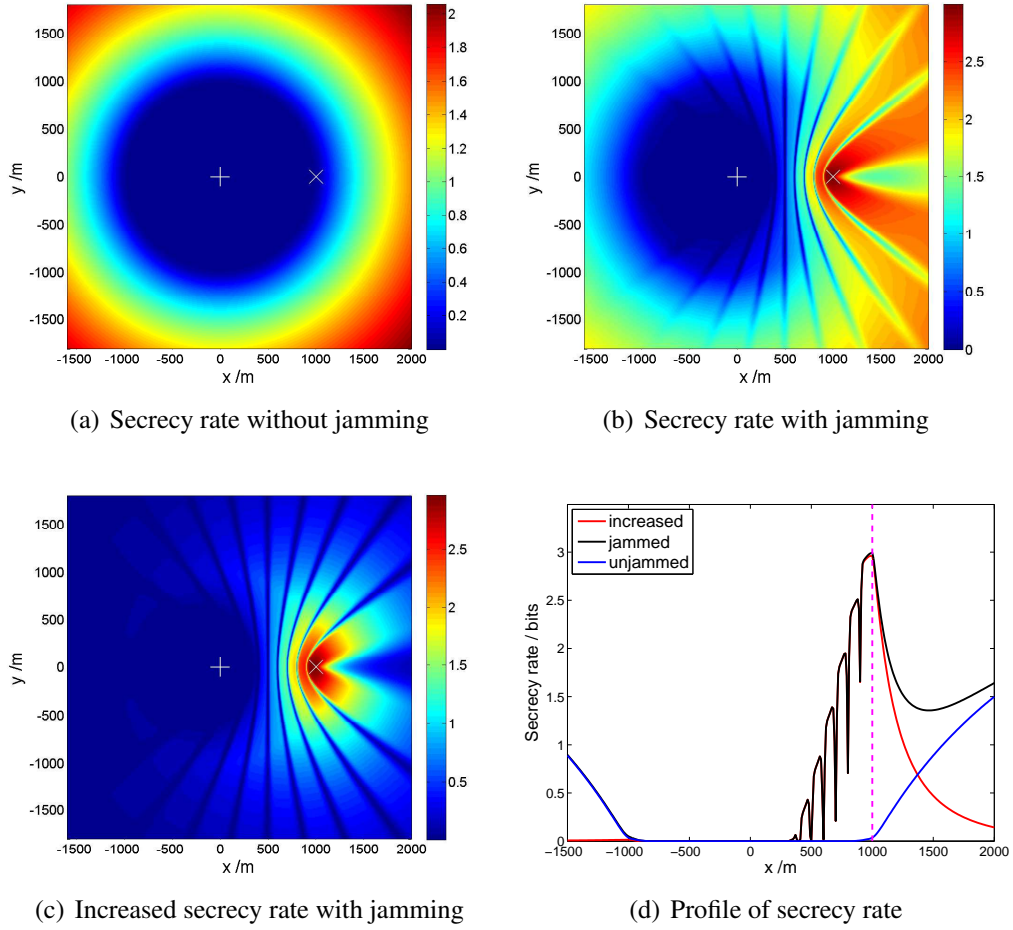 1500
1000
500
0
-500
-1000
-1500
y /m
-1500 -1000 -500 0 500 1000 1500 2000
x /m
2
1.8
1.6
1.4
1.2
1
0.8
0.6
0.4
0.2
(a) Secrecy rate without jamming
1500
1000
500
0
-500
-1000
-1500
y /m
-1500 -1000 -500 0 500 1000 1500 2000
x /m
2.5
2
1.5
1
0.5
0
(b) Secrecy rate with jamming
1500
1000
500
0
-500
-1000
-1500
y /m
-1500 -1000 -500 0 500 1000 1500 2000
x /m
2.5
2
1.5
1
0.5
(c) Increased secrecy rate with jamming
increased
jammed
unjammed
3
2.5
2
1.5
1
0.5
0
Secrecy rate / bits
−1500 −1000 −500 0 500 1000 1500 2000
x /m
(d) Profile of secrecy rate